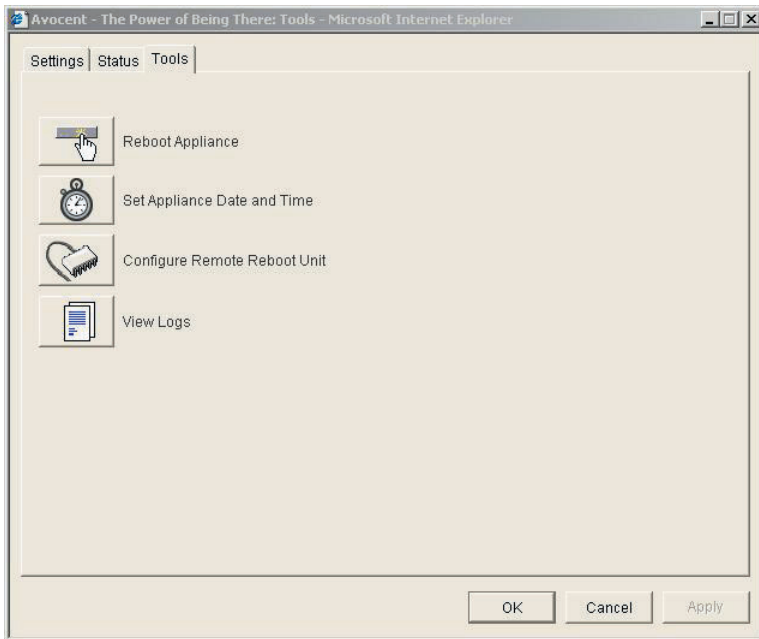 Avocent - The Power of Being There: Tools - Microsoft Internet Explorer
Settings Status Tools
Reboot Appliance
Set Appliance Date and Time
Configure Remote Reboot Unit
View Logs
OK Cancel Apply